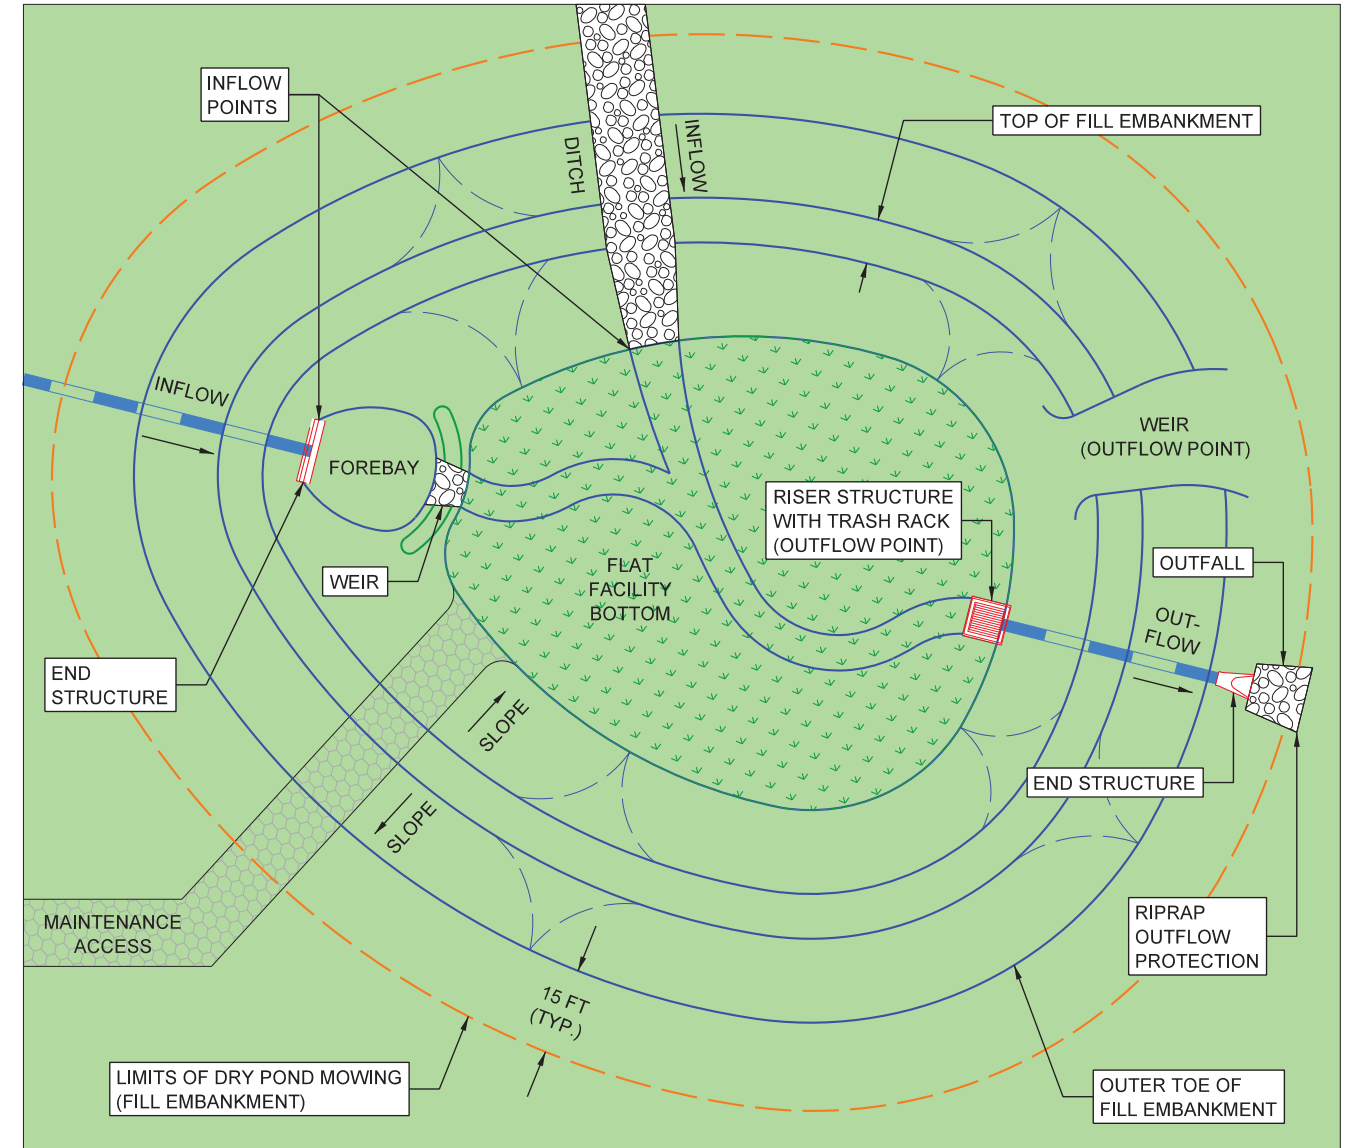 INFLOW
POINTS
DITCH
INFLOW
TOP OF FILL EMBANKMENT
INFLOW
FOREBAY
WEIR
(OUTFLOW POINT)
RISER STRUCTURE
WITH TRASH RACK
(OUTFLOW POINT)
WEIR
FLAT
FACILITY
BOTTOM
OUTFALL
OUT-
FLOW
END
STRUCTURE
SLOPE
SLOPE
END STRUCTURE
MAINTENANCE
ACCESS
RIPRAP
OUTFLOW
PROTECTION
15 FT
(TYP.)
LIMITS OF DRY POND MOWING
(FILL EMBANKMENT)
OUTER TOE OF
FILL EMBANKMENT